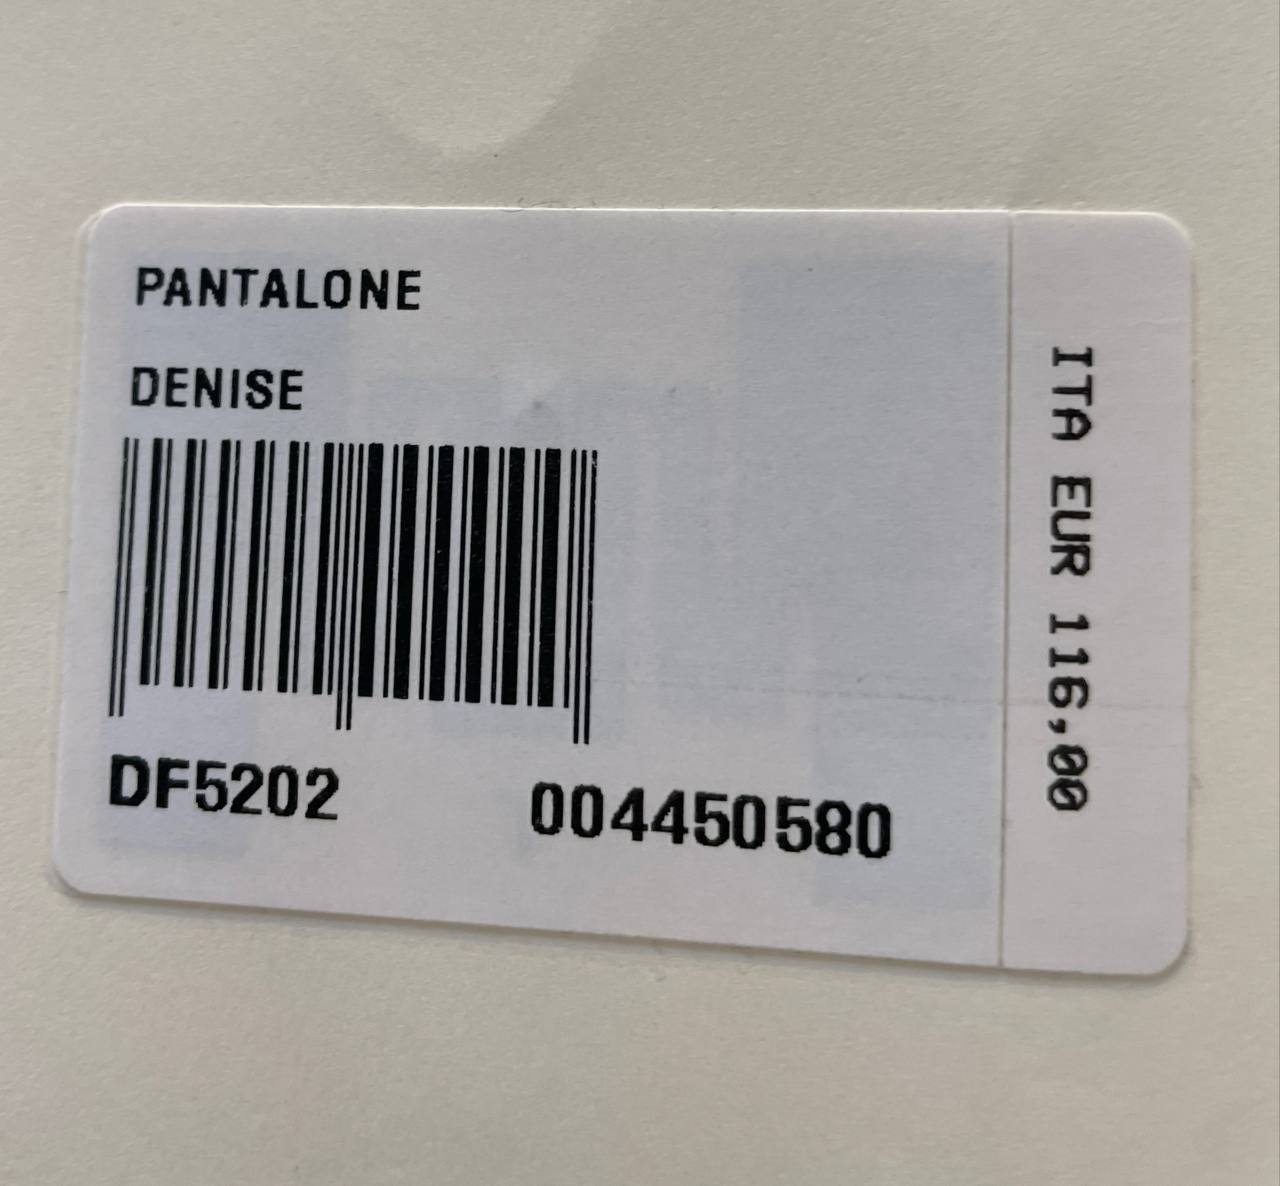 PANTALONE
DENISE
DF5202 004450580
ITA EUR 116,00